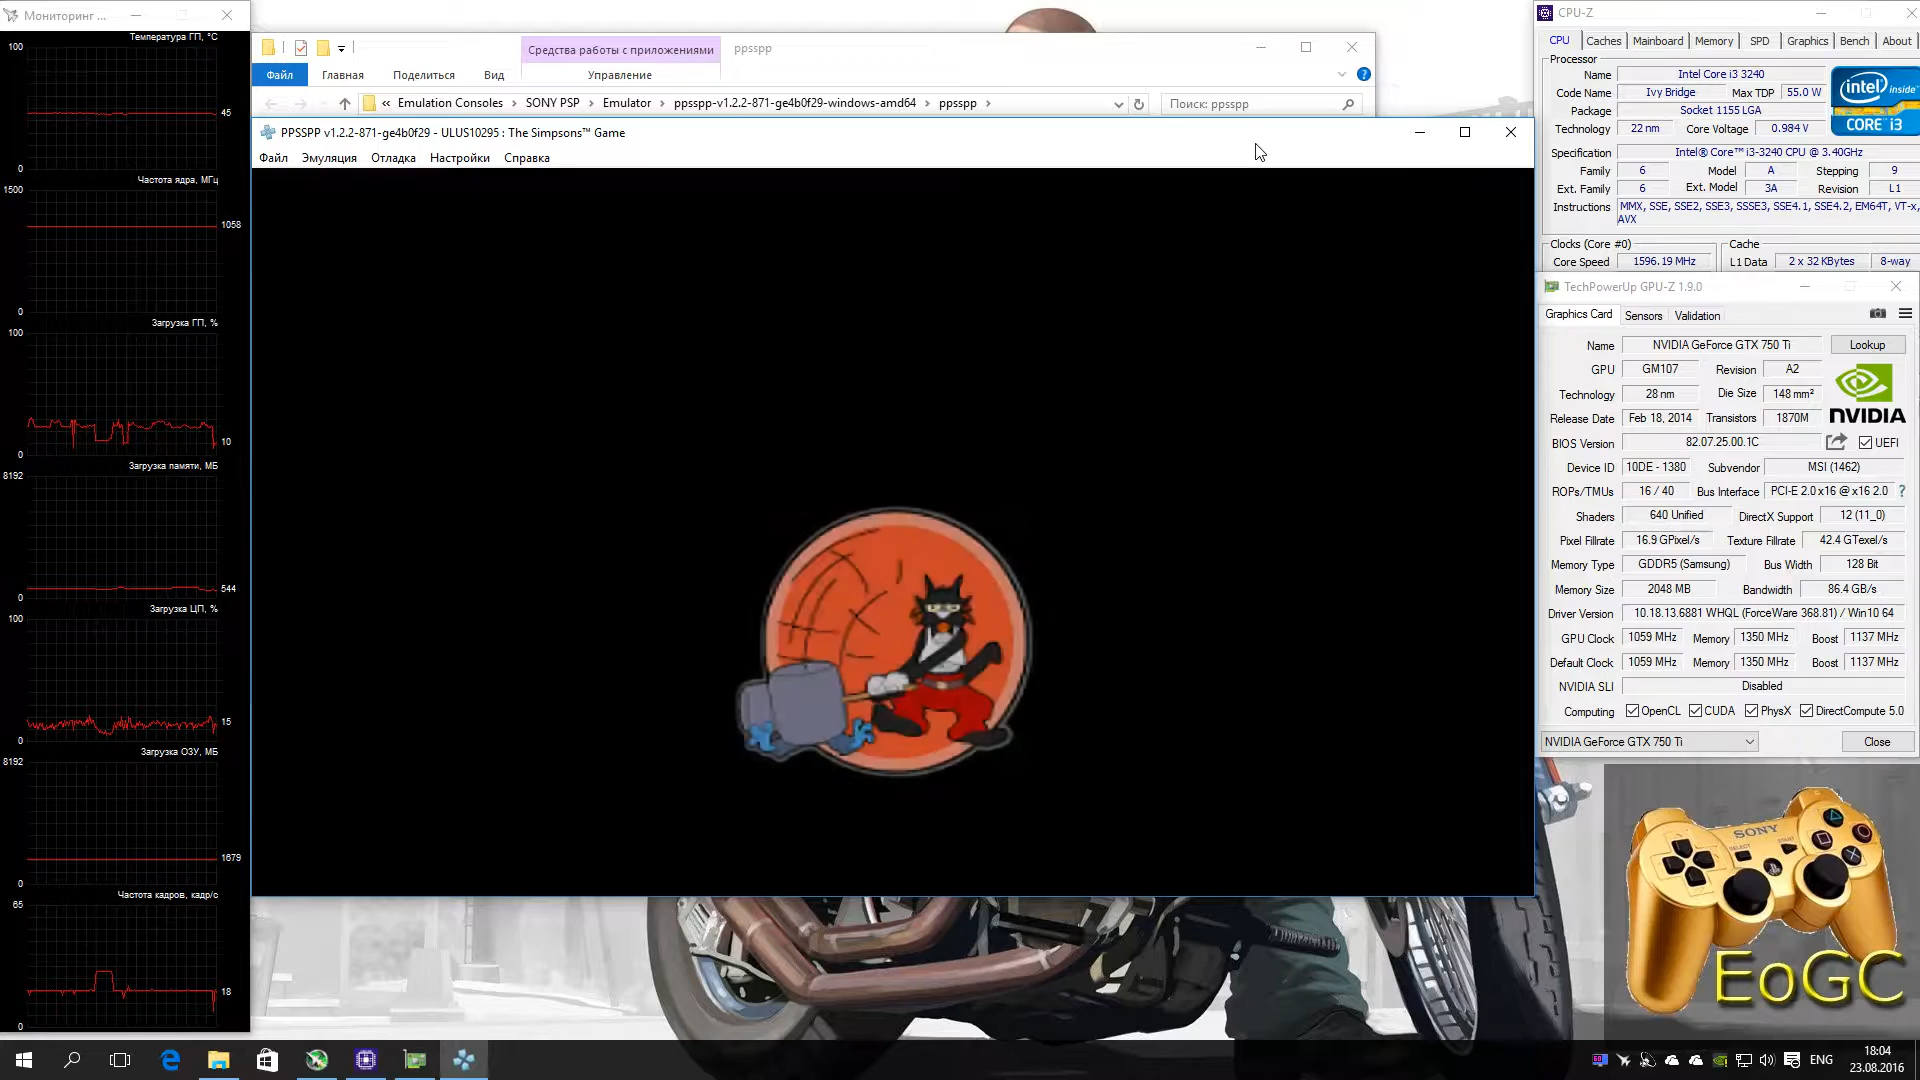 Мониторинг ...
Температура ГП, °C
100
45
0
Частота ядра, МГц
1500
1058
0
Загрузка ГП, %
100
10
0
Загрузка памяти, МБ
8192
544
0
Загрузка ЦП, %
100
15
0
Загрузка ОЗУ, МБ
8192
1679
0
Частота кадров, кадр/с
65
18
0
Средства работы с приложениями
ppsspp
Файл Главная Поделиться Вид Управление
« Emulation Consoles › SONY PSP › Emulator › ppsspp-v1.2.2-871-ge4b0f29-windows-amd64 › ppsspp ›
Поиск: ppsspp
PPSSPP v1.2.2-871-ge4b0f29 - ULUS10295 : The Simpsons™ Game
Файл Эмуляция Отладка Настройки Справка
CPU-Z
CPU Caches Mainboard Memory SPD Graphics Bench About
Processor
Name Intel Core i3 3240
Code Name Ivy Bridge Max TDP 55.0 W
Package Socket 1155 LGA
Technology 22 nm Core Voltage 0.984 V
intel inside™
CORE i3
Specification Intel® Core™ i3-3240 CPU @ 3.40GHz
Family 6 Model A Stepping 9
Ext. Family 6 Ext. Model 3A Revision L1
Instructions MMX, SSE, SSE2, SSE3, SSSE3, SSE4.1, SSE4.2, EM64T, VT-x,
AVX
Clocks (Core #0) Cache
Core Speed 1596.19 MHz L1 Data 2 x 32 KBytes 8-way
TechPowerUp GPU-Z 1.9.0
Graphics Card Sensors Validation
Name NVIDIA GeForce GTX 750 Ti Lookup
GPU GM107 Revision A2
Technology 28 nm Die Size 148 mm²
Release Date Feb 18, 2014 Transistors 1870M
NVIDIA
BIOS Version 82.07.25.00.1C UEFI
Device ID 10DE - 1380 Subvendor MSI (1462)
ROPs/TMUs 16 / 40 Bus Interface PCI-E 2.0 x16 @ x16 2.0 ?
Shaders 640 Unified DirectX Support 12 (11_0)
Pixel Fillrate 16.9 GPixel/s Texture Fillrate 42.4 GTexel/s
Memory Type GDDR5 (Samsung) Bus Width 128 Bit
Memory Size 2048 MB Bandwidth 86.4 GB/s
Driver Version 10.18.13.6881 WHQL (ForceWare 368.81) / Win10 64
GPU Clock 1059 MHz Memory 1350 MHz Boost 1137 MHz
Default Clock 1059 MHz Memory 1350 MHz Boost 1137 MHz
NVIDIA SLI Disabled
Computing OpenCL CUDA PhysX DirectCompute 5.0
NVIDIA GeForce GTX 750 Ti Close
SONY
SELECT
START
EoGC
ENG
18:04
23.08.2016